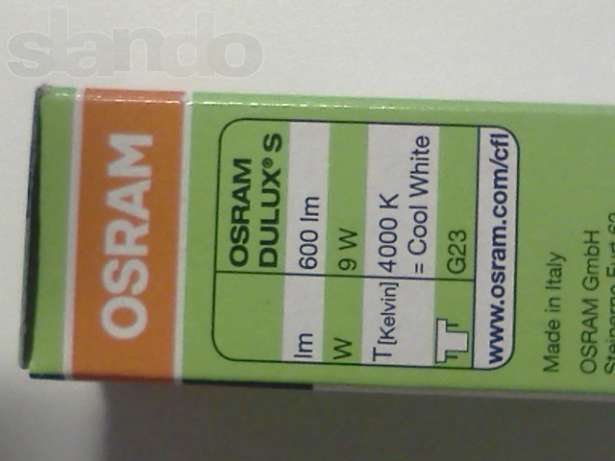 slando
OSRAM
OSRAM
DULUX® S
lm 600 lm
W 9 W
T[Kelvin] 4000 K
= Cool White
G23
www.osram.com/cfl
Made in Italy
OSRAM GmbH